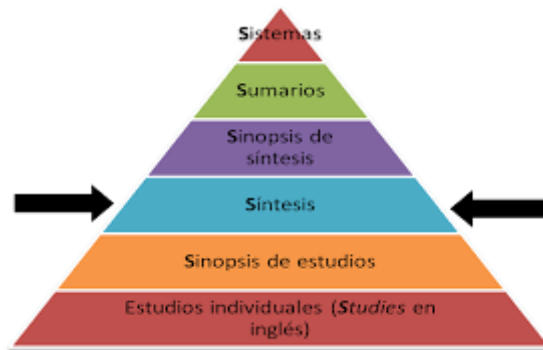 Sistemas
Sumarios
Sinopsis de
síntesis
Síntesis
Sinopsis de estudios
Estudios individuales (Studies en
inglés)